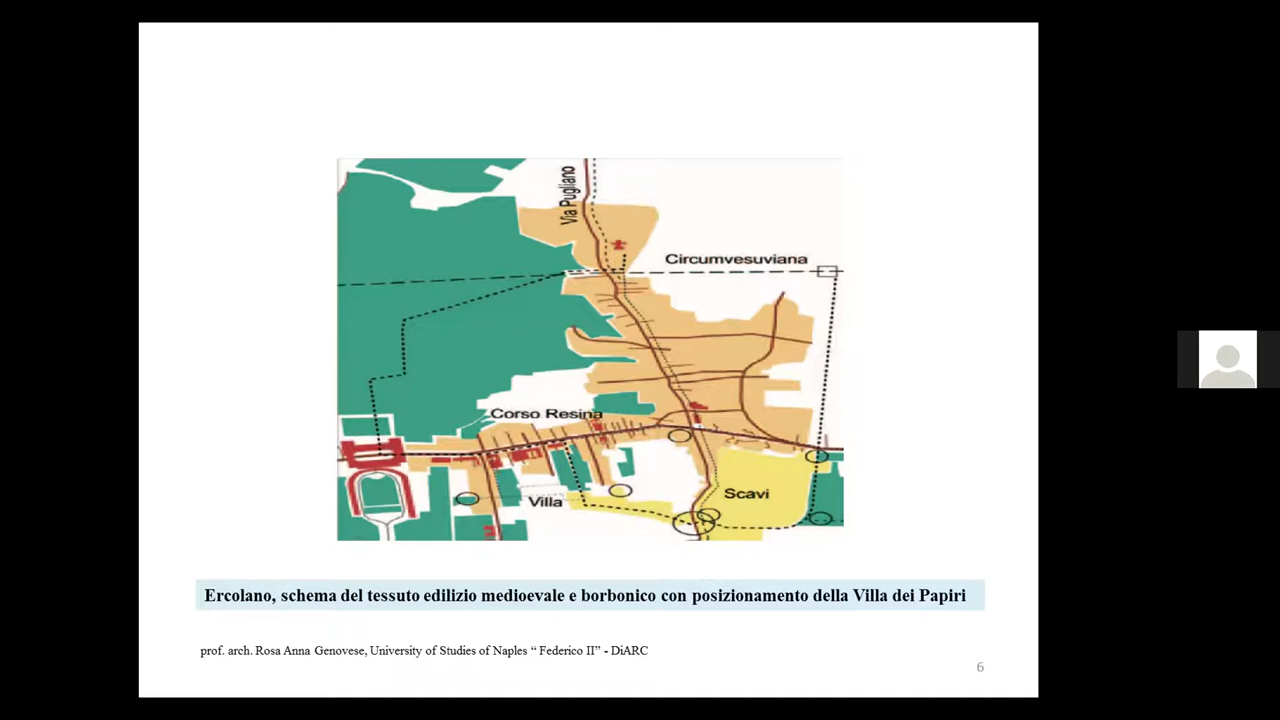 Via Pugliano
Circumvesuviana
Corso Resina
Scavi
Villa
Ercolano, schema del tessuto edilizio medioevale e borbonico con posizionamento della Villa dei Papiri
prof. arch. Rosa Anna Genovese, University of Studies of Naples “ Federico II” - DiARC
6